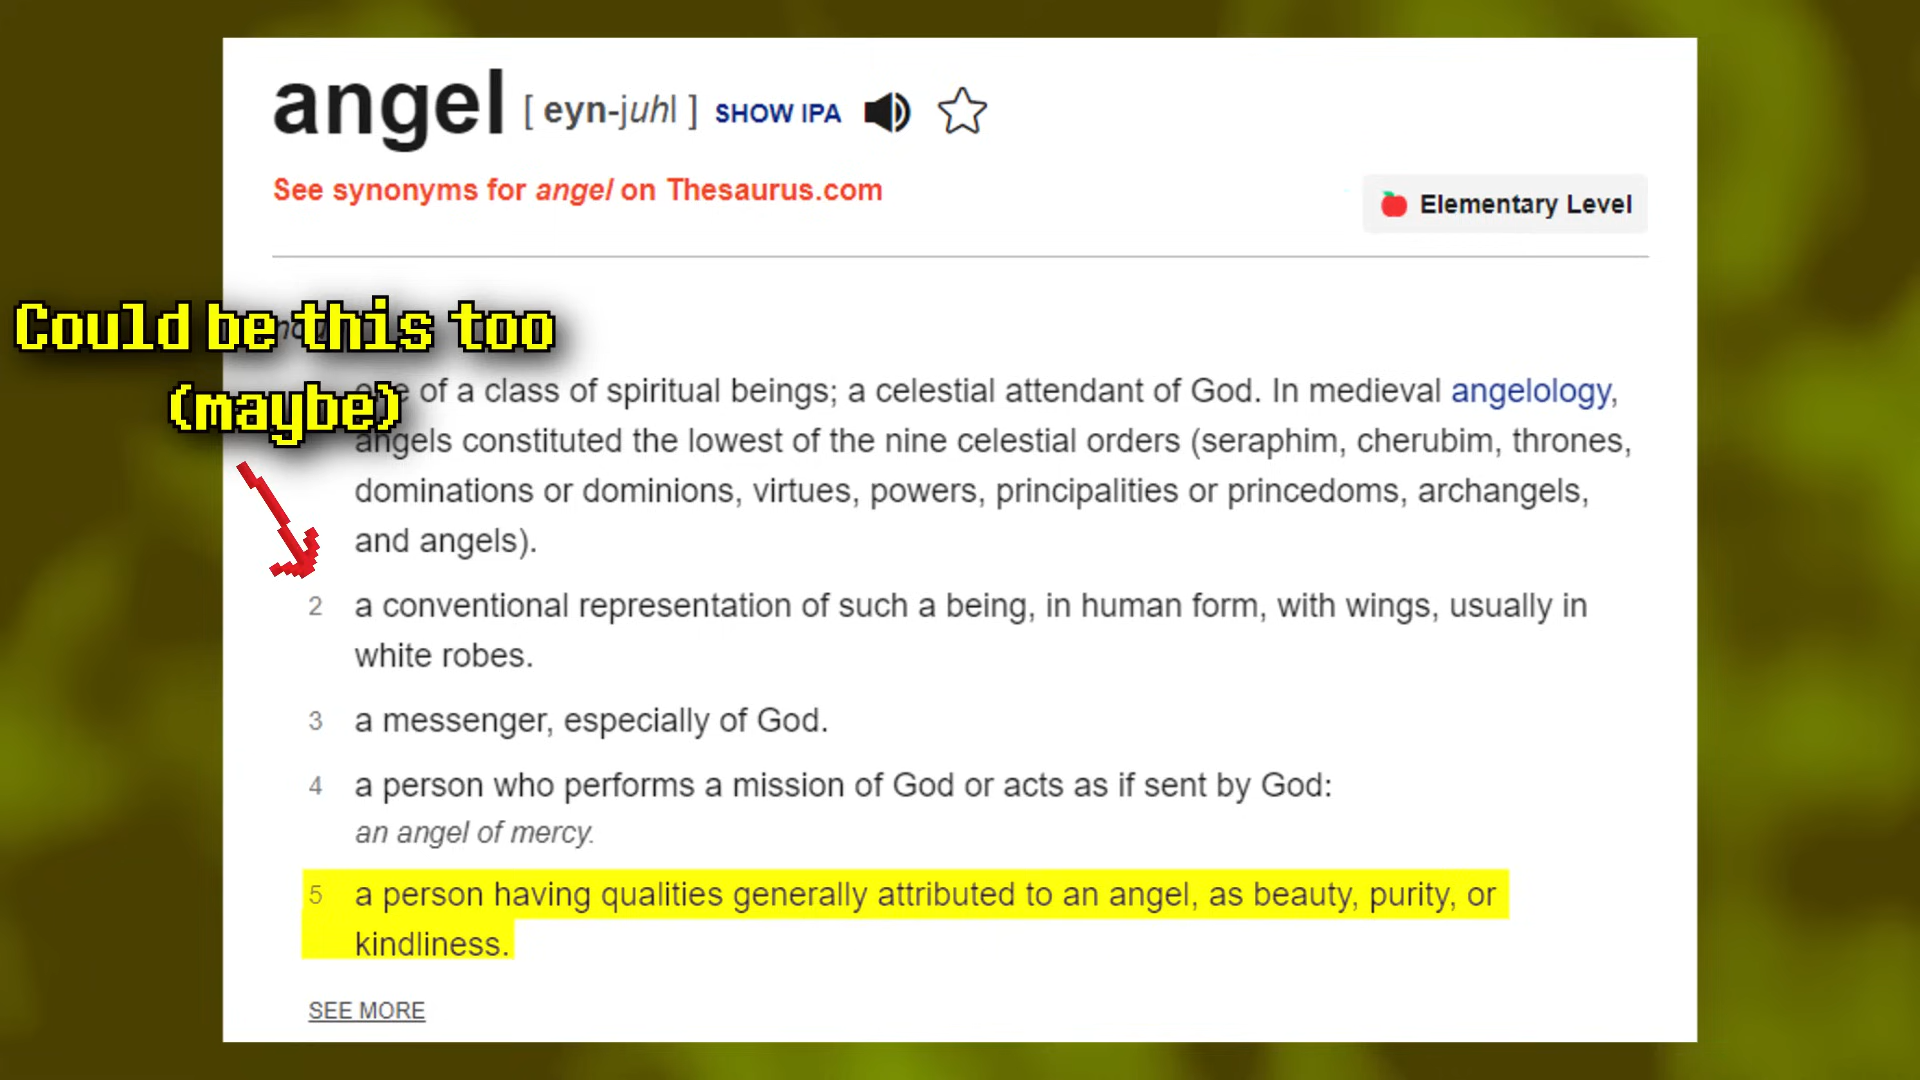 angel [ eyn-juhl ] SHOW IPA
See synonyms for angel on Thesaurus.com
Elementary Level
Could be this too
(maybe)
of a class of spiritual beings; a celestial attendant of God. In medieval angelology,
angels constituted the lowest of the nine celestial orders (seraphim, cherubim, thrones,
dominations or dominions, virtues, powers, principalities or princedoms, archangels,
and angels).
2 a conventional representation of such a being, in human form, with wings, usually in
white robes.
3 a messenger, especially of God.
4 a person who performs a mission of God or acts as if sent by God:
an angel of mercy.
5 a person having qualities generally attributed to an angel, as beauty, purity, or
kindliness.
SEE MORE